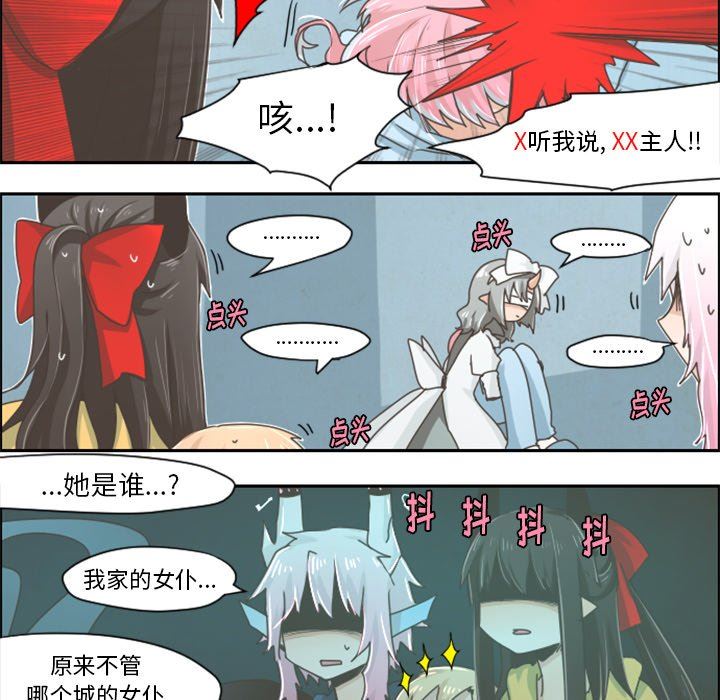 咳...!
X听我说, XX主人!!
..........
点头
........
点头
............
.........
点头
点头
...她是谁...?
抖 抖 抖 抖
我家的女仆...
原来不管
哪个城的女仆